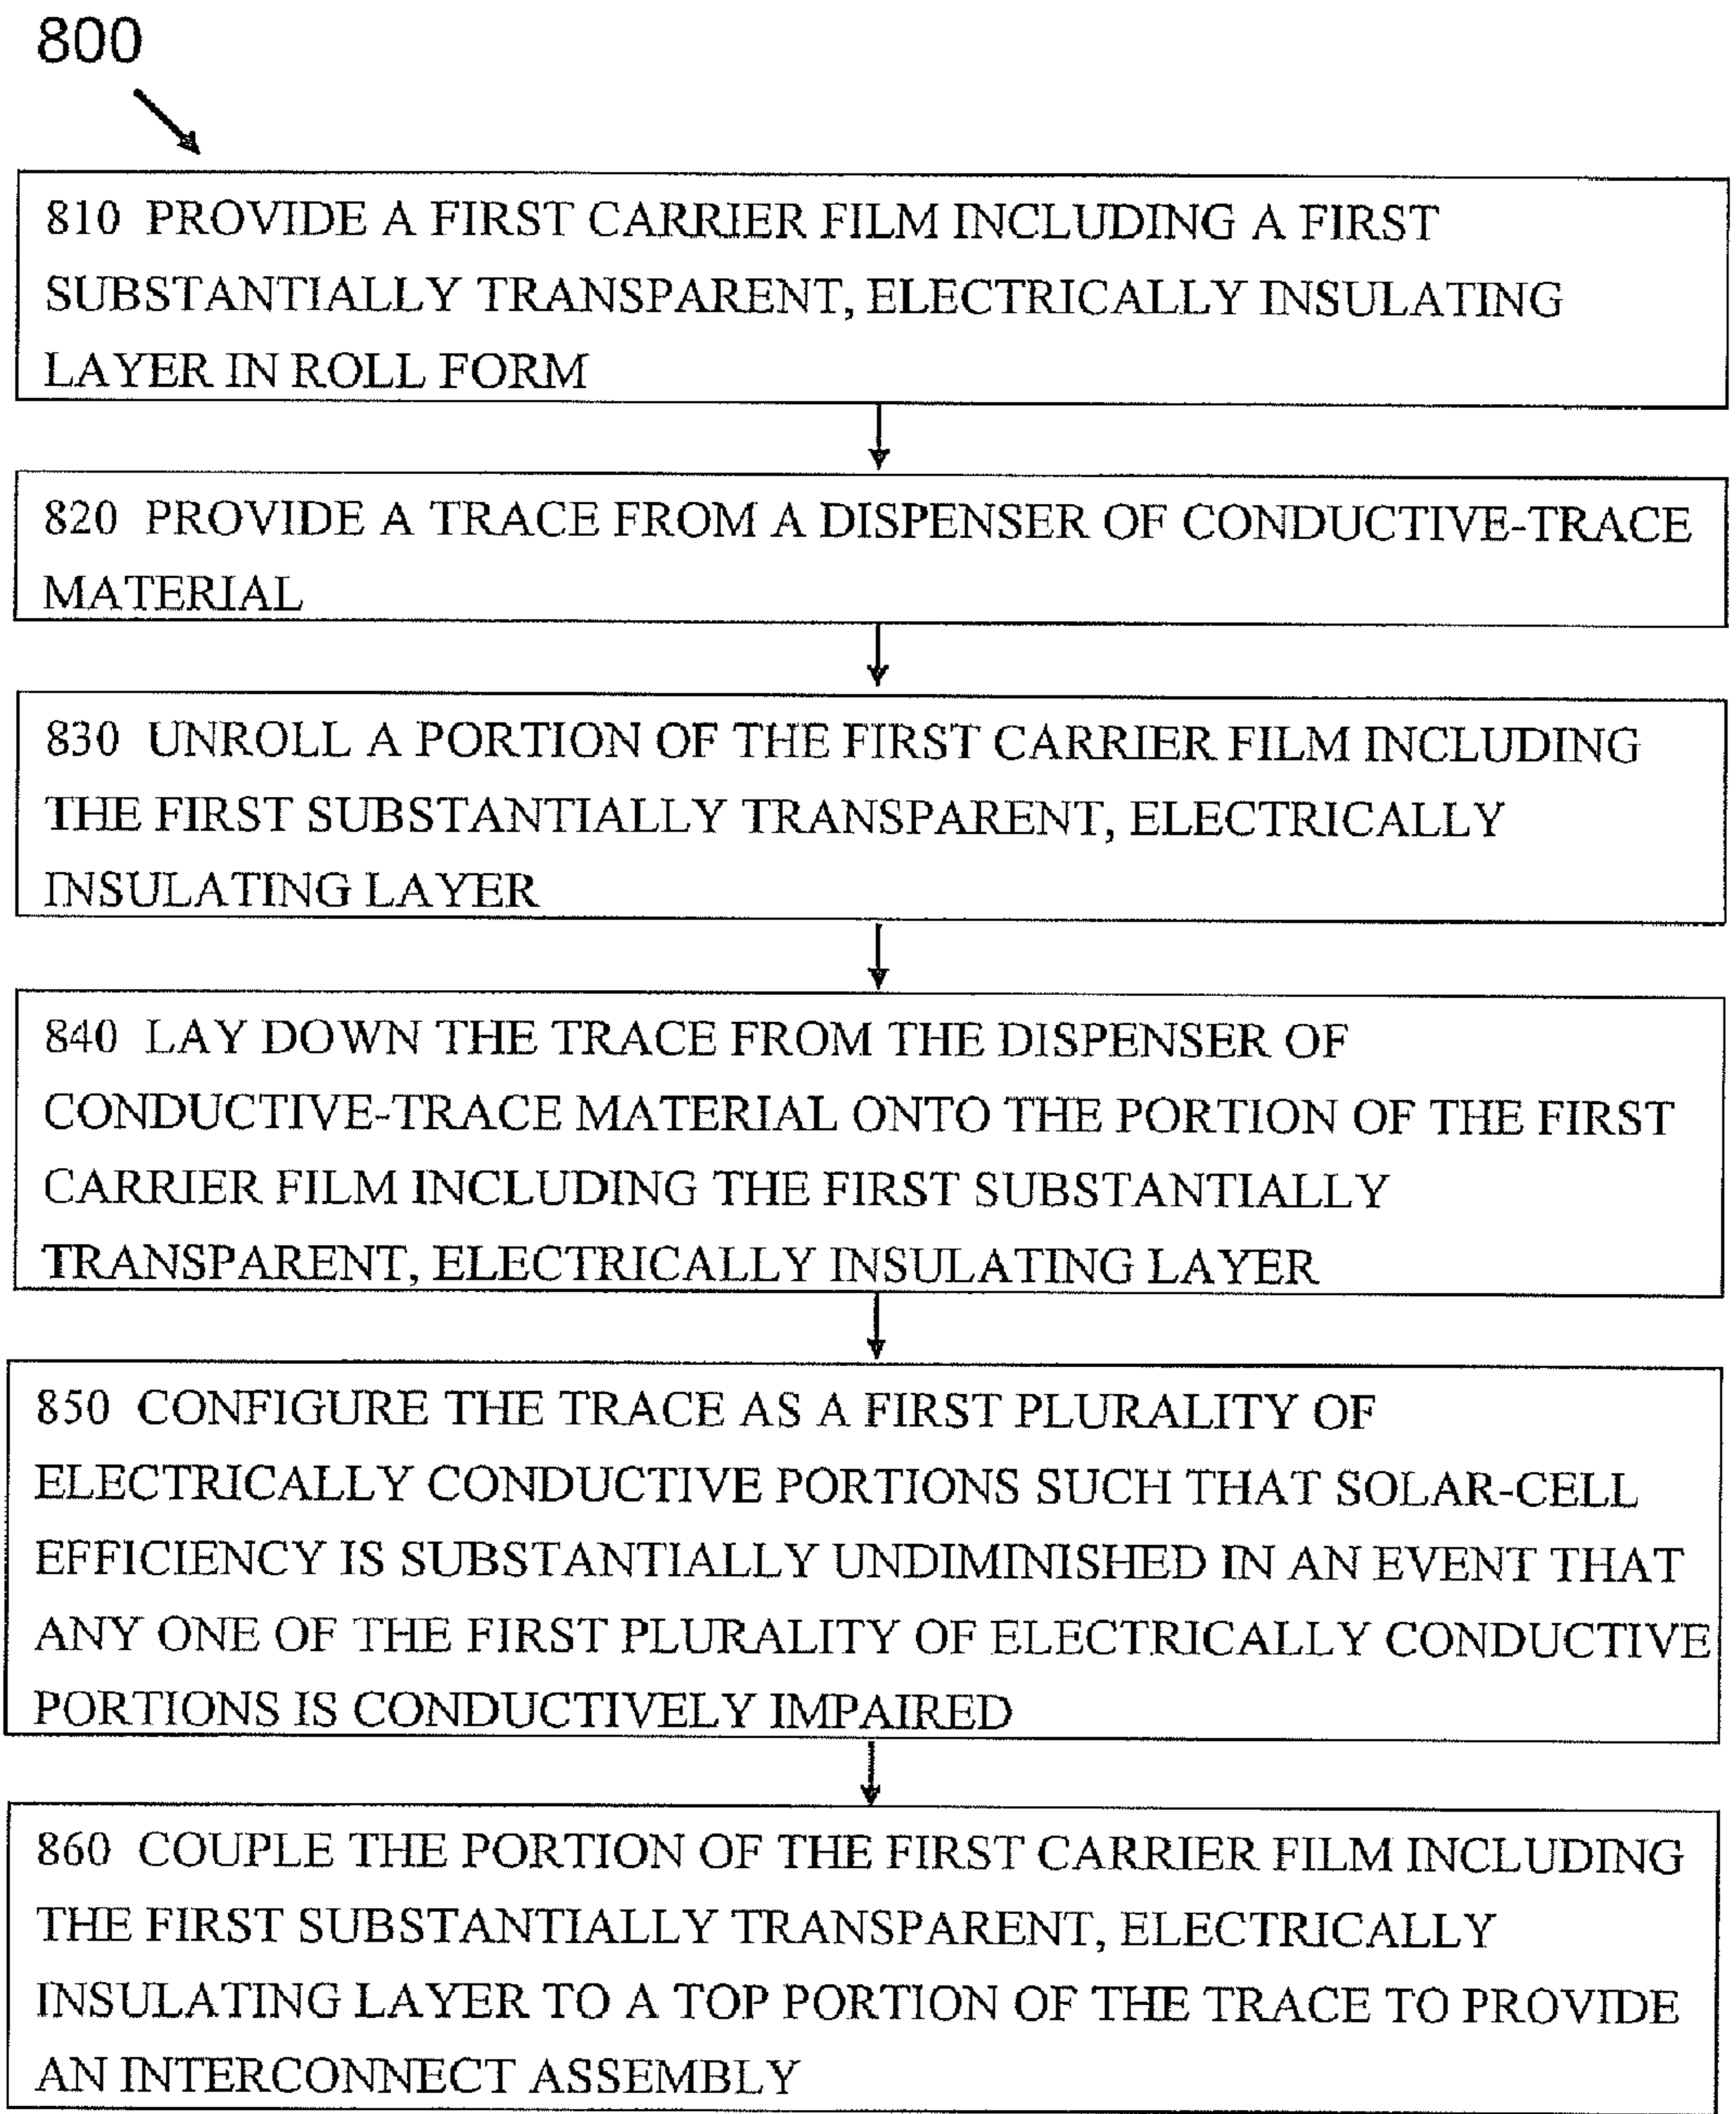 800
810 PROVIDE A FIRST CARRIER FILM INCLUDING A FIRST
SUBSTANTIALLY TRANSPARENT, ELECTRICALLY INSULATING
LAYER IN ROLL FORM
820 PROVIDE A TRACE FROM A DISPENSER OF CONDUCTIVE-TRACE
MATERIAL
830 UNROLL A PORTION OF THE FIRST CARRIER FILM INCLUDING
THE FIRST SUBSTANTIALLY TRANSPARENT, ELECTRICALLY
INSULATING LAYER
840 LAY DOWN THE TRACE FROM THE DISPENSER OF
CONDUCTIVE-TRACE MATERIAL ONTO THE PORTION OF THE FIRST
CARRIER FILM INCLUDING THE FIRST SUBSTANTIALLY
TRANSPARENT, ELECTRICALLY INSULATING LAYER
850 CONFIGURE THE TRACE AS A FIRST PLURALITY OF
ELECTRICALLY CONDUCTIVE PORTIONS SUCH THAT SOLAR-CELL
EFFICIENCY IS SUBSTANTIALLY UNDIMINISHED IN AN EVENT THAT
ANY ONE OF THE FIRST PLURALITY OF ELECTRICALLY CONDUCTIVE
PORTIONS IS CONDUCTIVELY IMPAIRED
860 COUPLE THE PORTION OF THE FIRST CARRIER FILM INCLUDING
THE FIRST SUBSTANTIALLY TRANSPARENT, ELECTRICALLY
INSULATING LAYER TO A TOP PORTION OF THE TRACE TO PROVIDE
AN INTERCONNECT ASSEMBLY